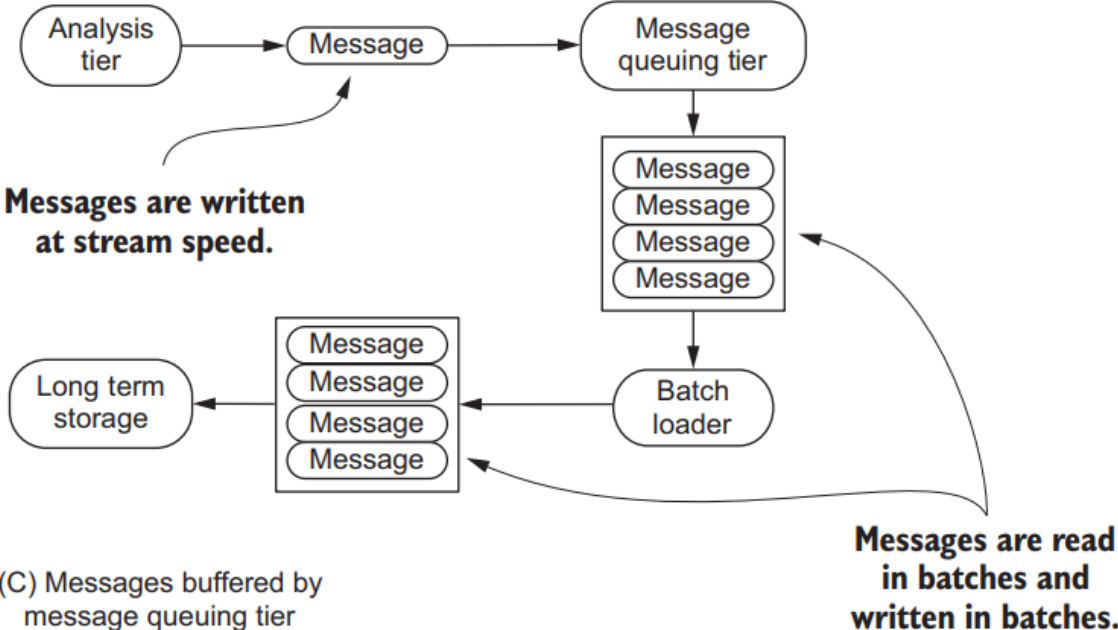 Analysis
tier
Message
Message
queuing tier
Messages are written
at stream speed.
Message
Message
Message
Message
Message
Message
Message
Message
Long term
storage
Batch
loader
Messages are read
in batches and
written in batches.
(C) Messages buffered by
message queuing tier